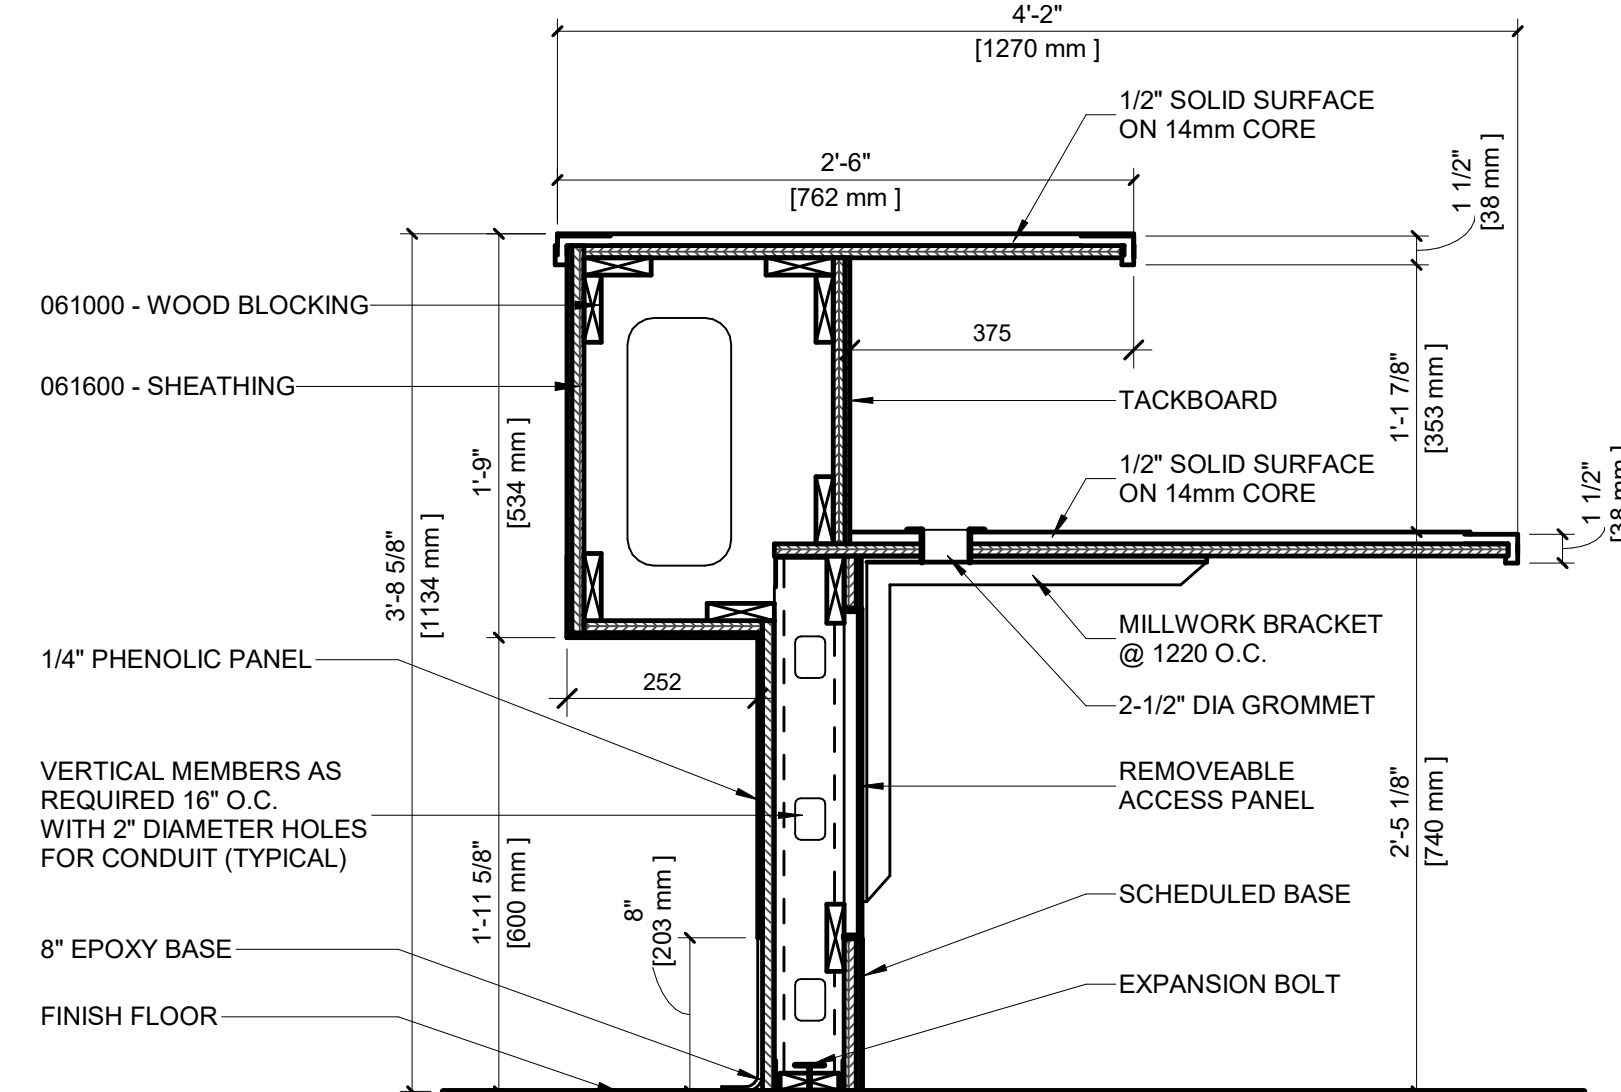 4'-2"
[1270 mm ]
1/2" SOLID SURFACE
ON 14mm CORE
2'-6"
[762 mm ]
1 1/2"
[38 mm ]
061000 - WOOD BLOCKING
375
061600 - SHEATHING
TACKBOARD
1'-1 7/8"
[353 mm ]
1'-9"
[534 mm ]
1/2" SOLID SURFACE
ON 14mm CORE
1 1/2"
[38 mm ]
3'-8 5/8"
[1134 mm ]
MILLWORK BRACKET
@ 1220 O.C.
1/4" PHENOLIC PANEL
252
2-1/2" DIA GROMMET
VERTICAL MEMBERS AS
REQUIRED 16" O.C.
WITH 2" DIAMETER HOLES
FOR CONDUIT (TYPICAL)
REMOVEABLE
ACCESS PANEL
2'-5 1/8"
[740 mm ]
1'-11 5/8"
[600 mm ]
8"
[203 mm ]
SCHEDULED BASE
8" EPOXY BASE
EXPANSION BOLT
FINISH FLOOR